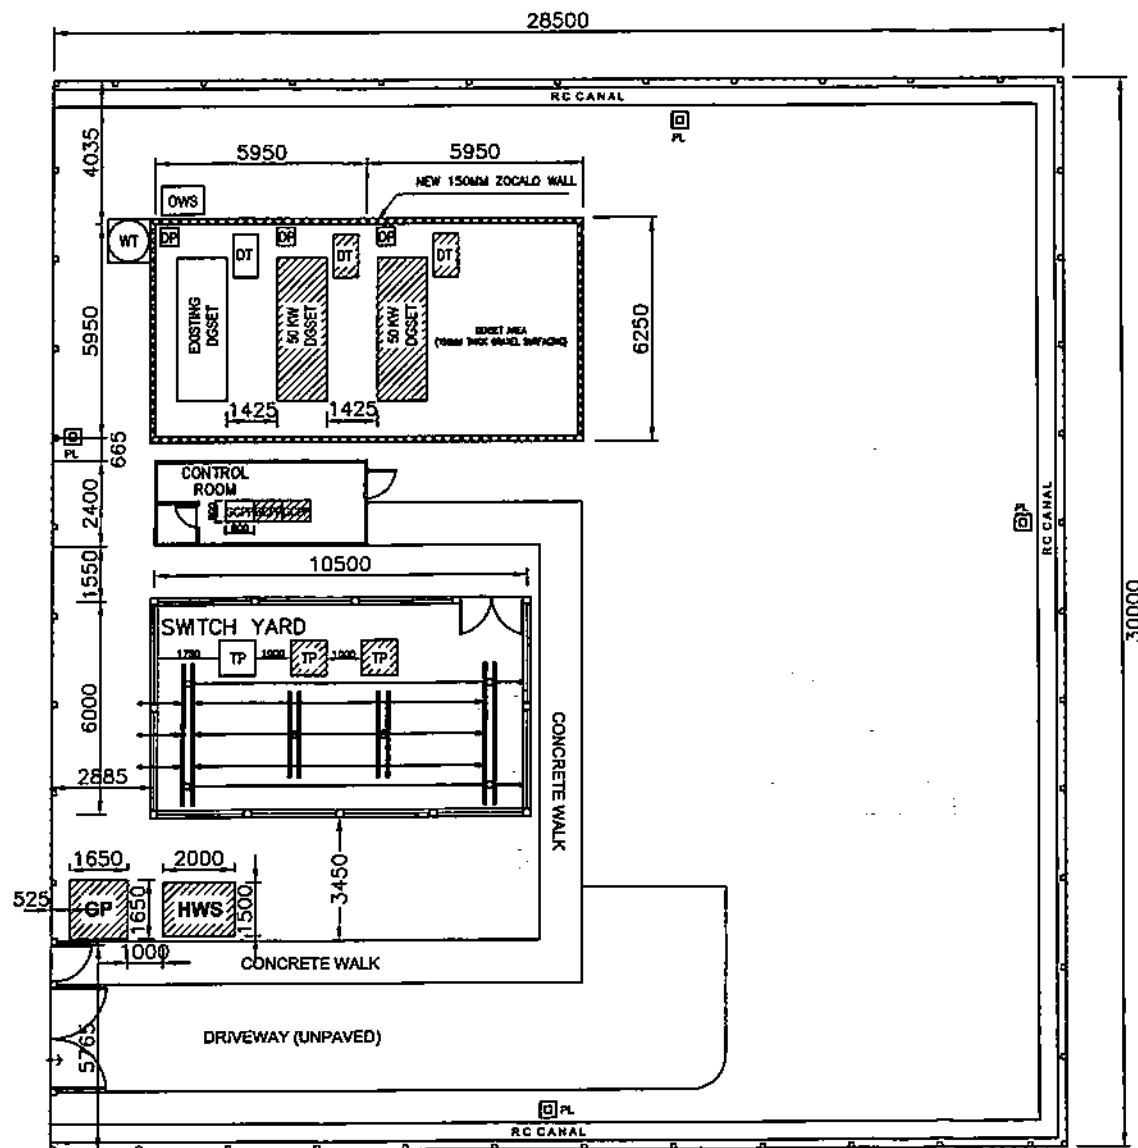 28500
RC CANAL
PL
4035
5950
5950
NEW 150MM ZOCALO WALL
OWS
WT
DP
DP
DP
DT
DT
DT
5950
EXISTING
DGSET
50 KW
DGSET
50 KW
DGSET
6250
1425
1425
PL
665
CONTROL
ROOM
2400
PL
RC CANAL
1550
10500
SWITCH YARD
TP
TP
TP
1000
30000
6000
2885
CONCRETE WALK
1650
2000
3450
525
GP
1650
HWS
1500
1000
CONCRETE WALK
DRIVEWAY (UNPAVED)
5765
PL
RC CANAL